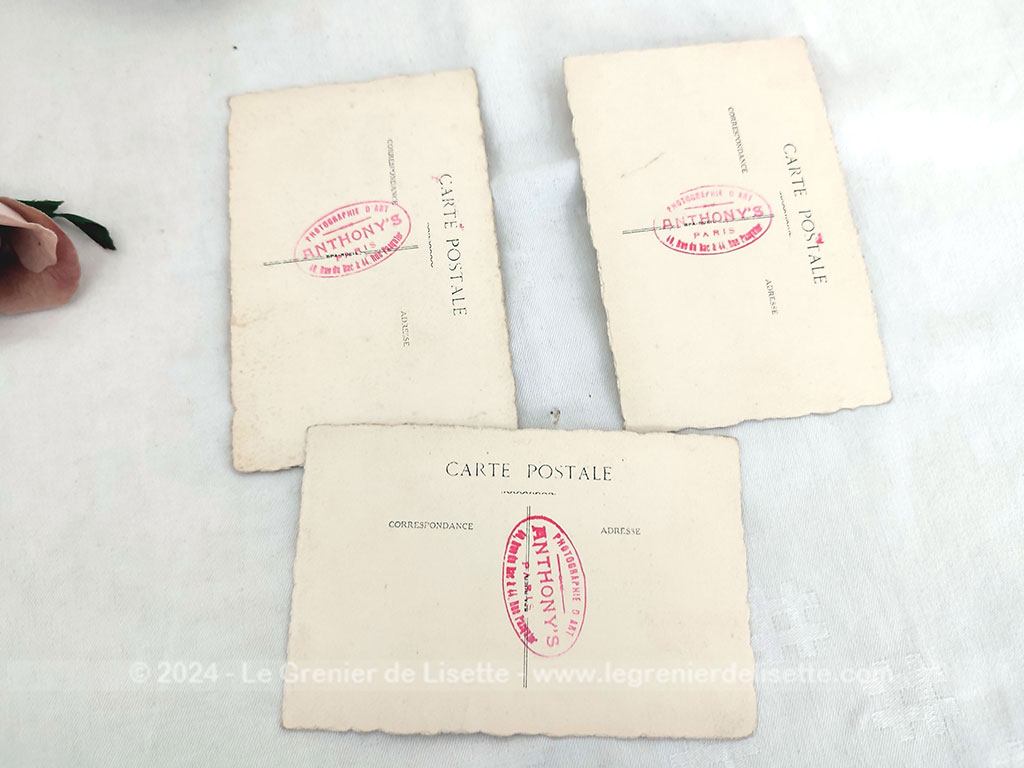 CORRESPONDANCE
CARTE POSTALE
PHOTOGRAPHIE D'ART
ANTHONY'S
PARIS
ADRESSE
CORRESPONDANCE
CARTE POSTALE
PHOTOGRAPHIE D'ART
ANTHONY'S
PARIS
ADRESSE
CARTE POSTALE
CORRESPONDANCE
ADRESSE
PHOTOGRAPHIE D'ART
ANTHONY'S
PARIS
© 2024 - Le Grenier de Lisette - www.legrenierdelisette.com